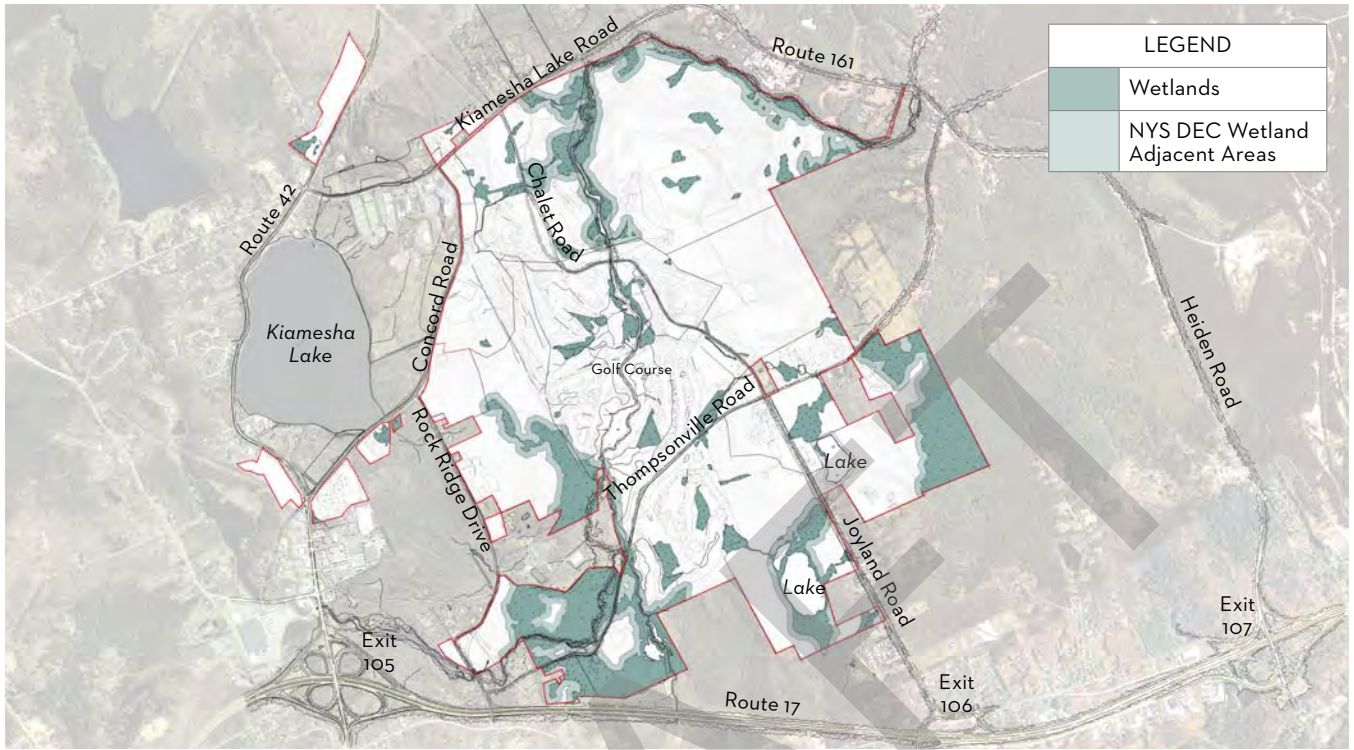 LEGEND
Wetlands
NYS DEC Wetland
Adjacent Areas
Route 161
Kiamesha Lake Road
Route 42
Chalet Road
Concord Road
Kiamesha
Lake
Heiden Road
Golf Course
Rock Ridge Drive
Thompsonville Road
Lake
Joyland Road
Lake
Exit
105
Exit
107
Exit
106
Route 17